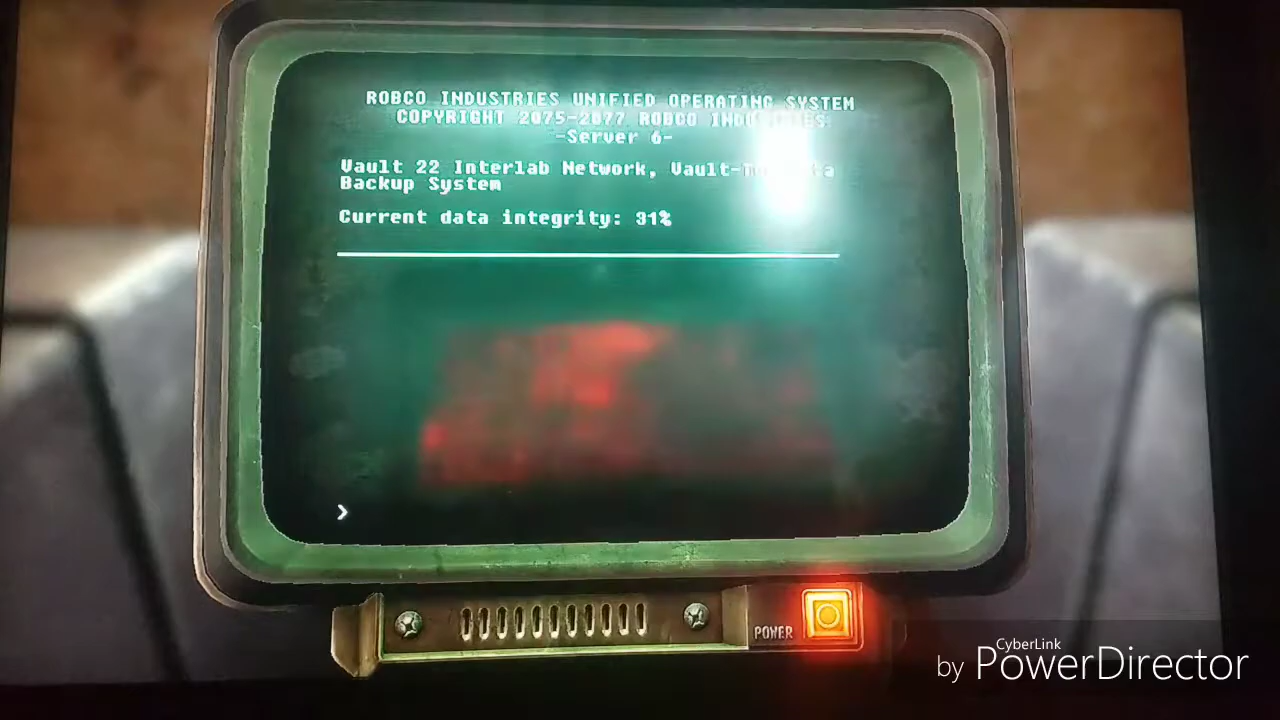 ROBCO INDUSTRIES UNIFIED OPERATING SYSTEM
COPYRIGHT 2075-2077 ROBCO
-Server 6-
Vault 22 Interlab Network,
Backup System
Current data integrity: 31%
>
POWER
CyberLink
by PowerDirector